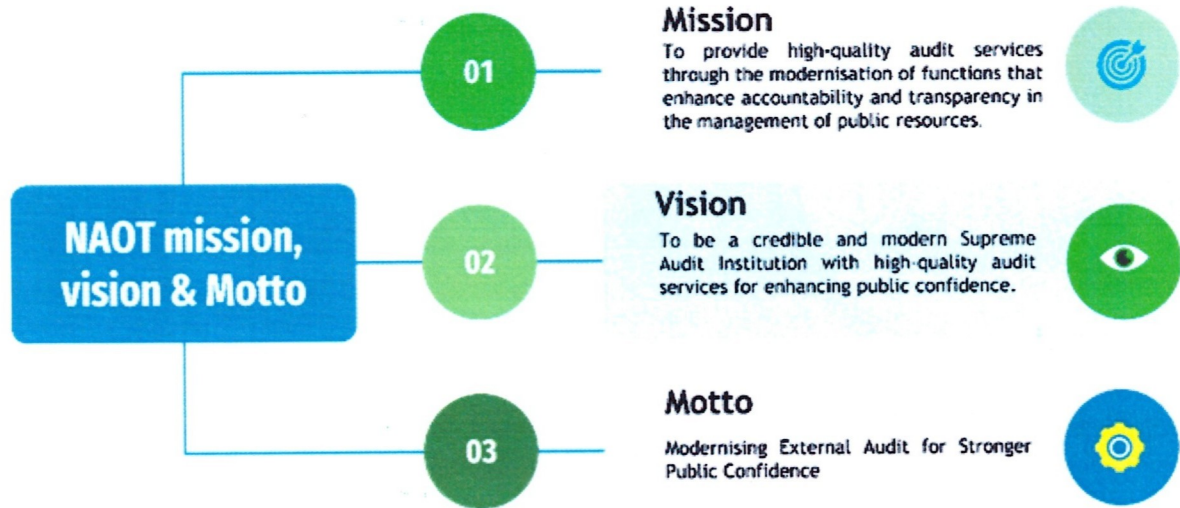 NAOT mission,
vision & Motto
01
Mission
To provide high-quality audit services
through the modernisation of functions that
enhance accountability and transparency in
the management of public resources.
02
Vision
To be a credible and modern Supreme
Audit Institution with high-quality audit
services for enhancing public confidence.
03
Motto
Modernising External Audit for Stronger
Public Confidence